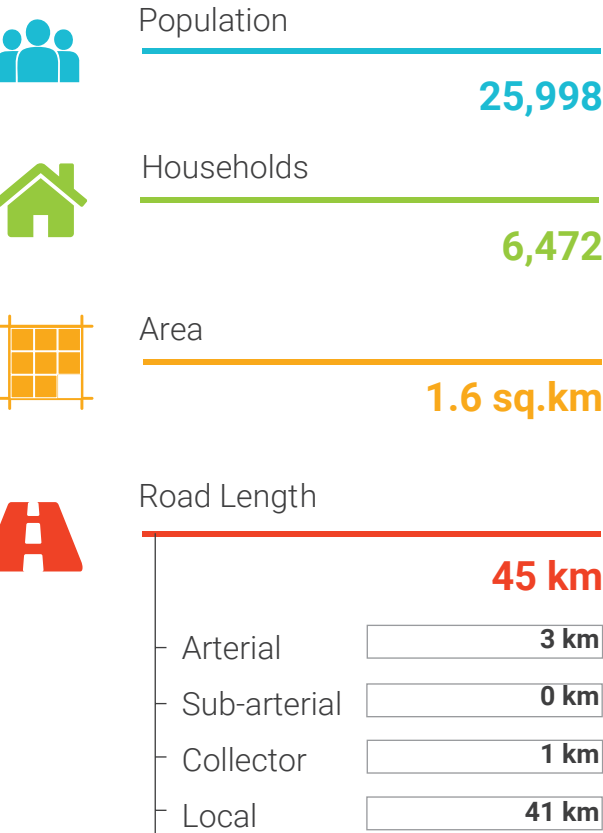 Population
25,998
Households
6,472
Area
1.6 sq.km
Road Length
45 km
Arterial 3 km
Sub-arterial 0 km
Collector 1 km
Local 41 km